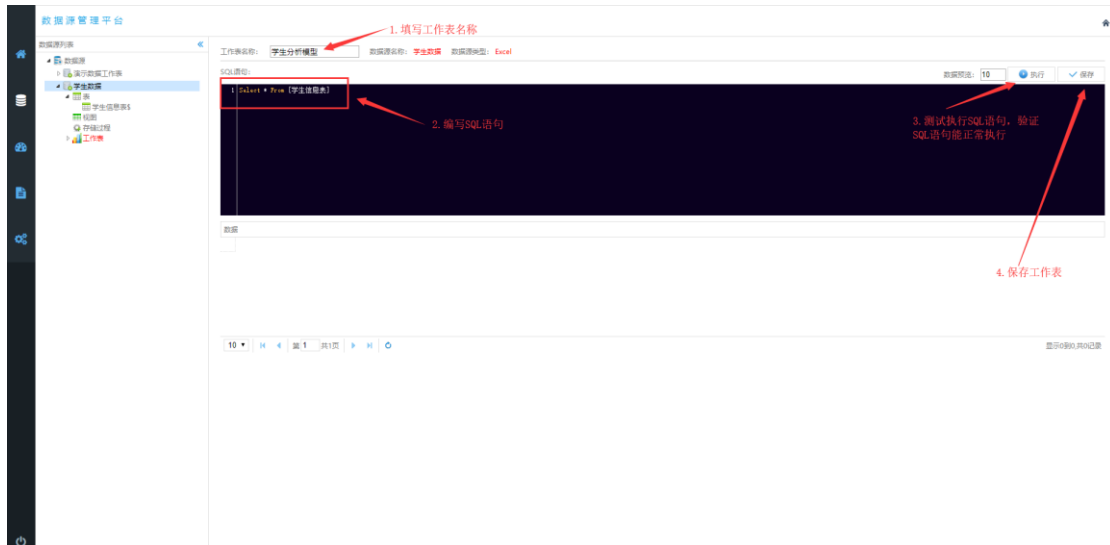 数据源管理平台
1.填写工作表名称
数据源列表
工作表名称: 学生分析模型 数据源名称: 学生数据 数据源类型: Excel
数据源
演示数据工作表
学生数据
表
学生信息表$
视图
存储过程
工作表
SQL语句:
数据预览: 10 执行 保存
1 Select * From [学生信息表]
2.编写SQL语句
3.测试执行SQL语句，验证
SQL语句能正常执行
数据
4.保存工作表
10 第 1 共1页
显示0到0,共0记录